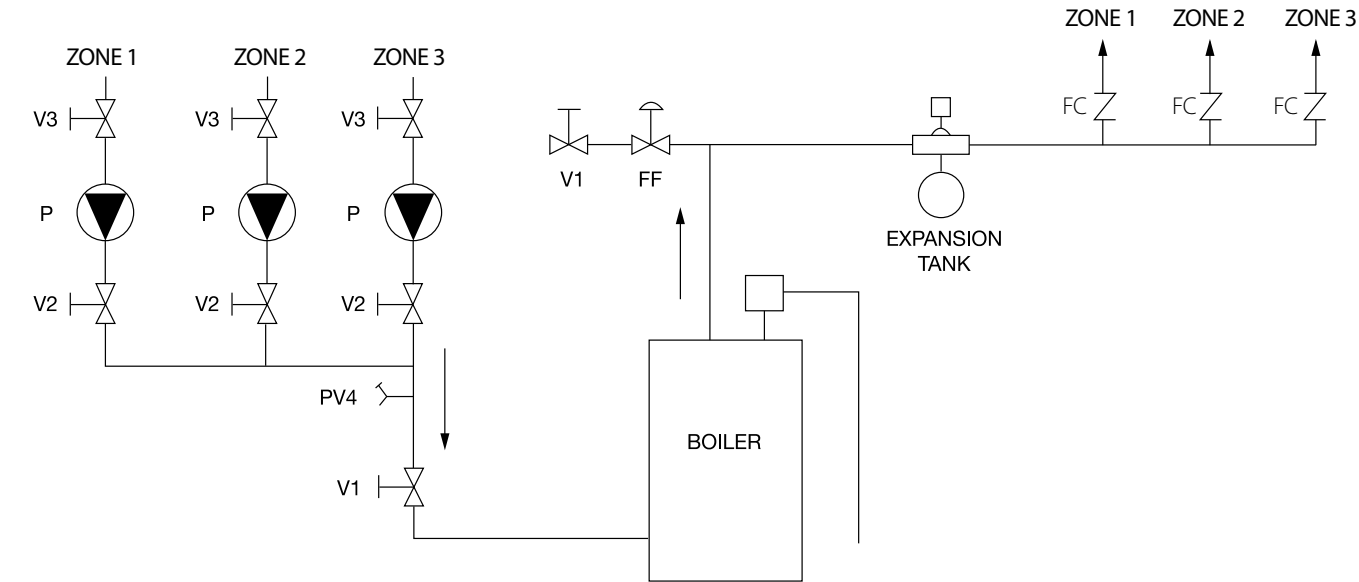 ZONE 1
ZONE 2
ZONE 3
ZONE 1
ZONE 2
ZONE 3
V3
V3
V3
FC
FC
FC
V1
FF
P
P
P
EXPANSION
TANK
V2
V2
V2
PV4
BOILER
V1